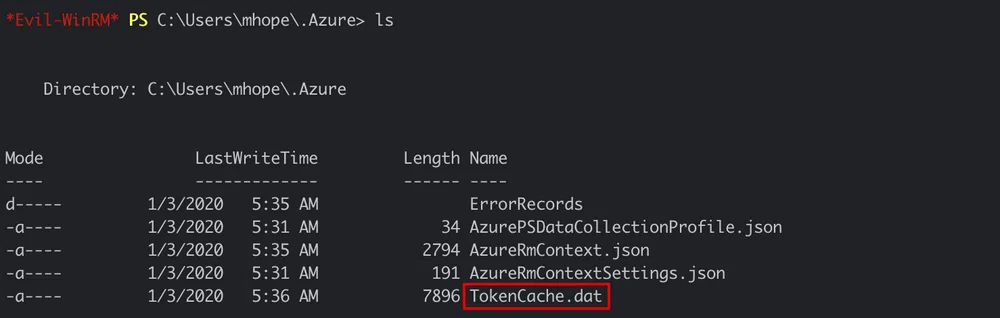 *Evil-WinRM* PS C:\Users\mhope\.Azure> ls
Directory: C:\Users\mhope\.Azure
Mode LastWriteTime Length Name
---- ------------- ------ ----
d----- 1/3/2020 5:35 AM ErrorRecords
-a---- 1/3/2020 5:31 AM 34 AzurePSDataCollectionProfile.json
-a---- 1/3/2020 5:35 AM 2794 AzureRmContext.json
-a---- 1/3/2020 5:31 AM 191 AzureRmContextSettings.json
-a---- 1/3/2020 5:36 AM 7896 TokenCache.dat